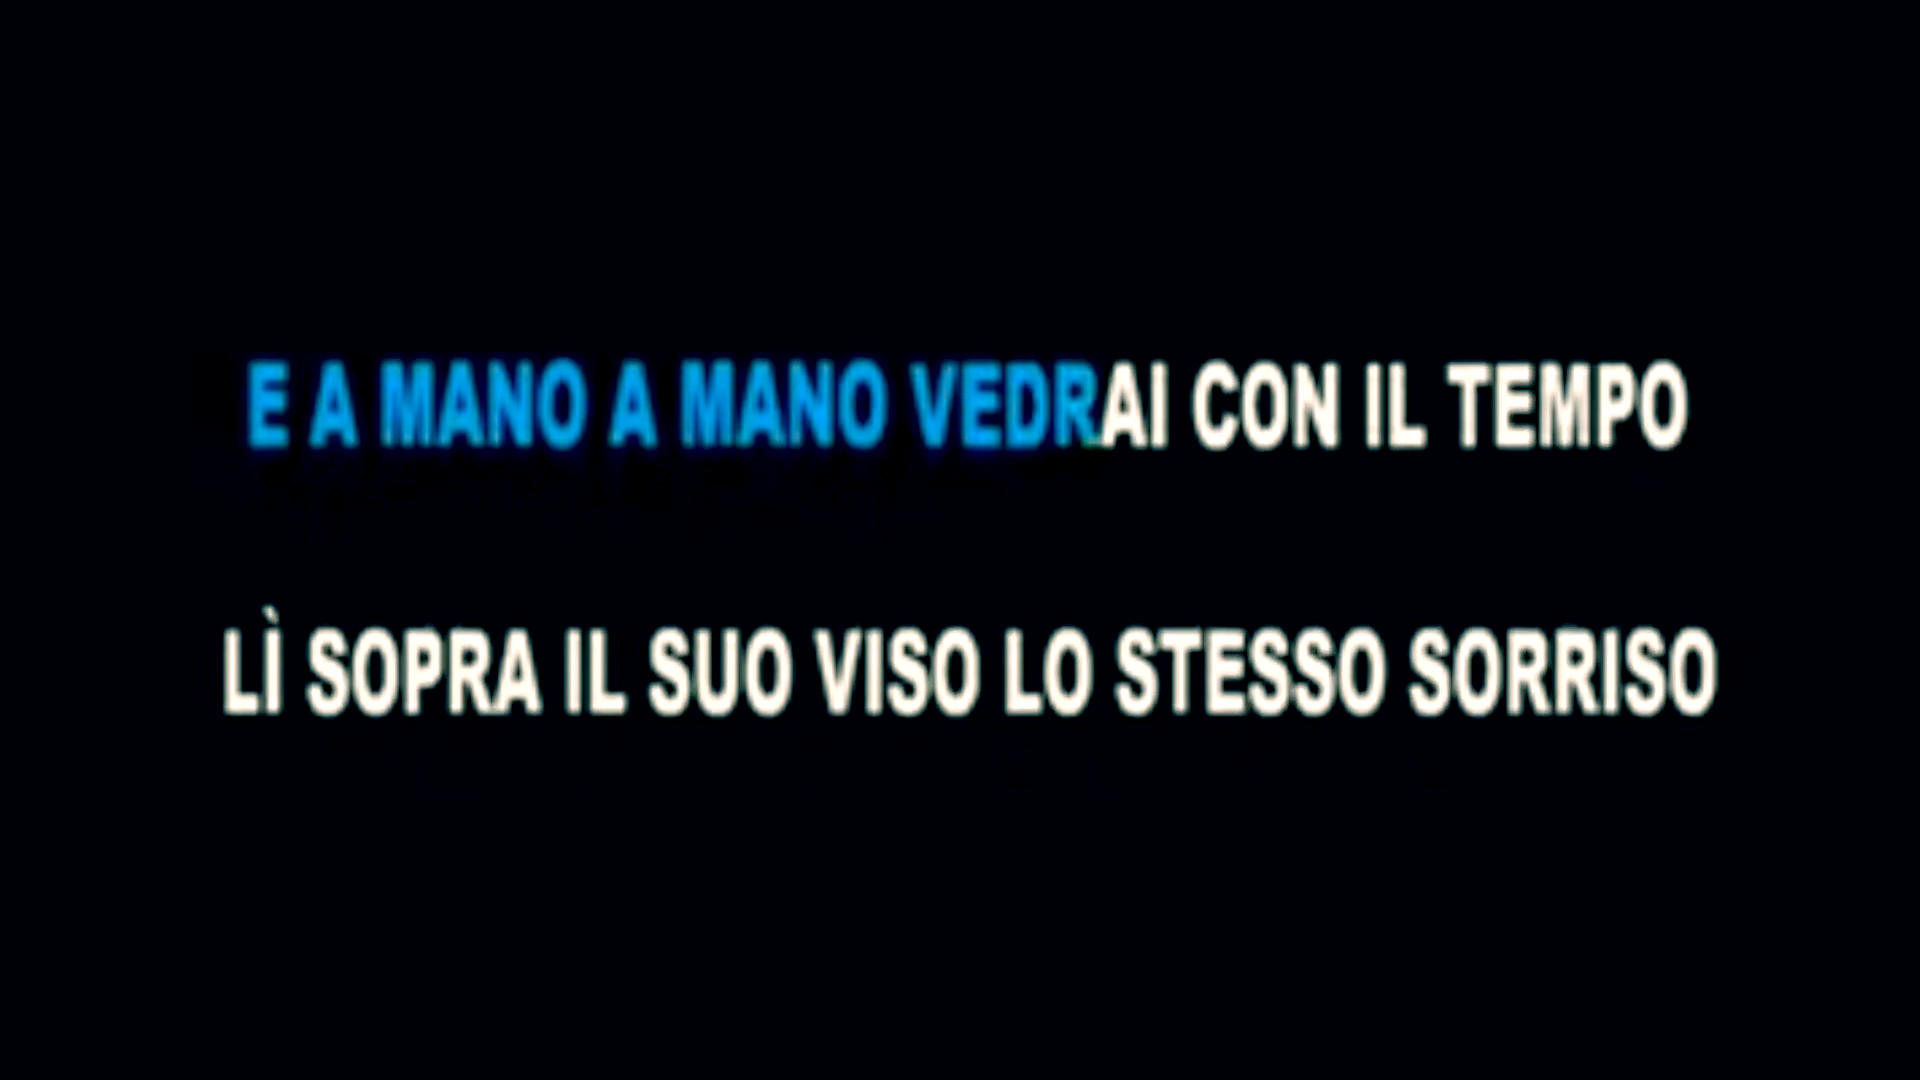 E A MANO A MANO VEDRAI CON IL TEMPO
LÌ SOPRA IL SUO VISO LO STESSO SORRISO